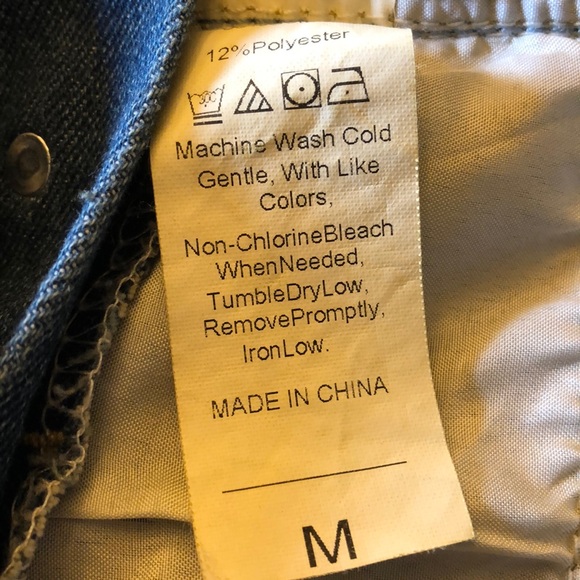 12%Polyester
Machine Wash Cold
Gentle, With Like
Colors,
Non-ChlorineBleach
WhenNeeded,
TumbleDryLow,
RemovePromptly,
IronLow.
MADE IN CHINA
M